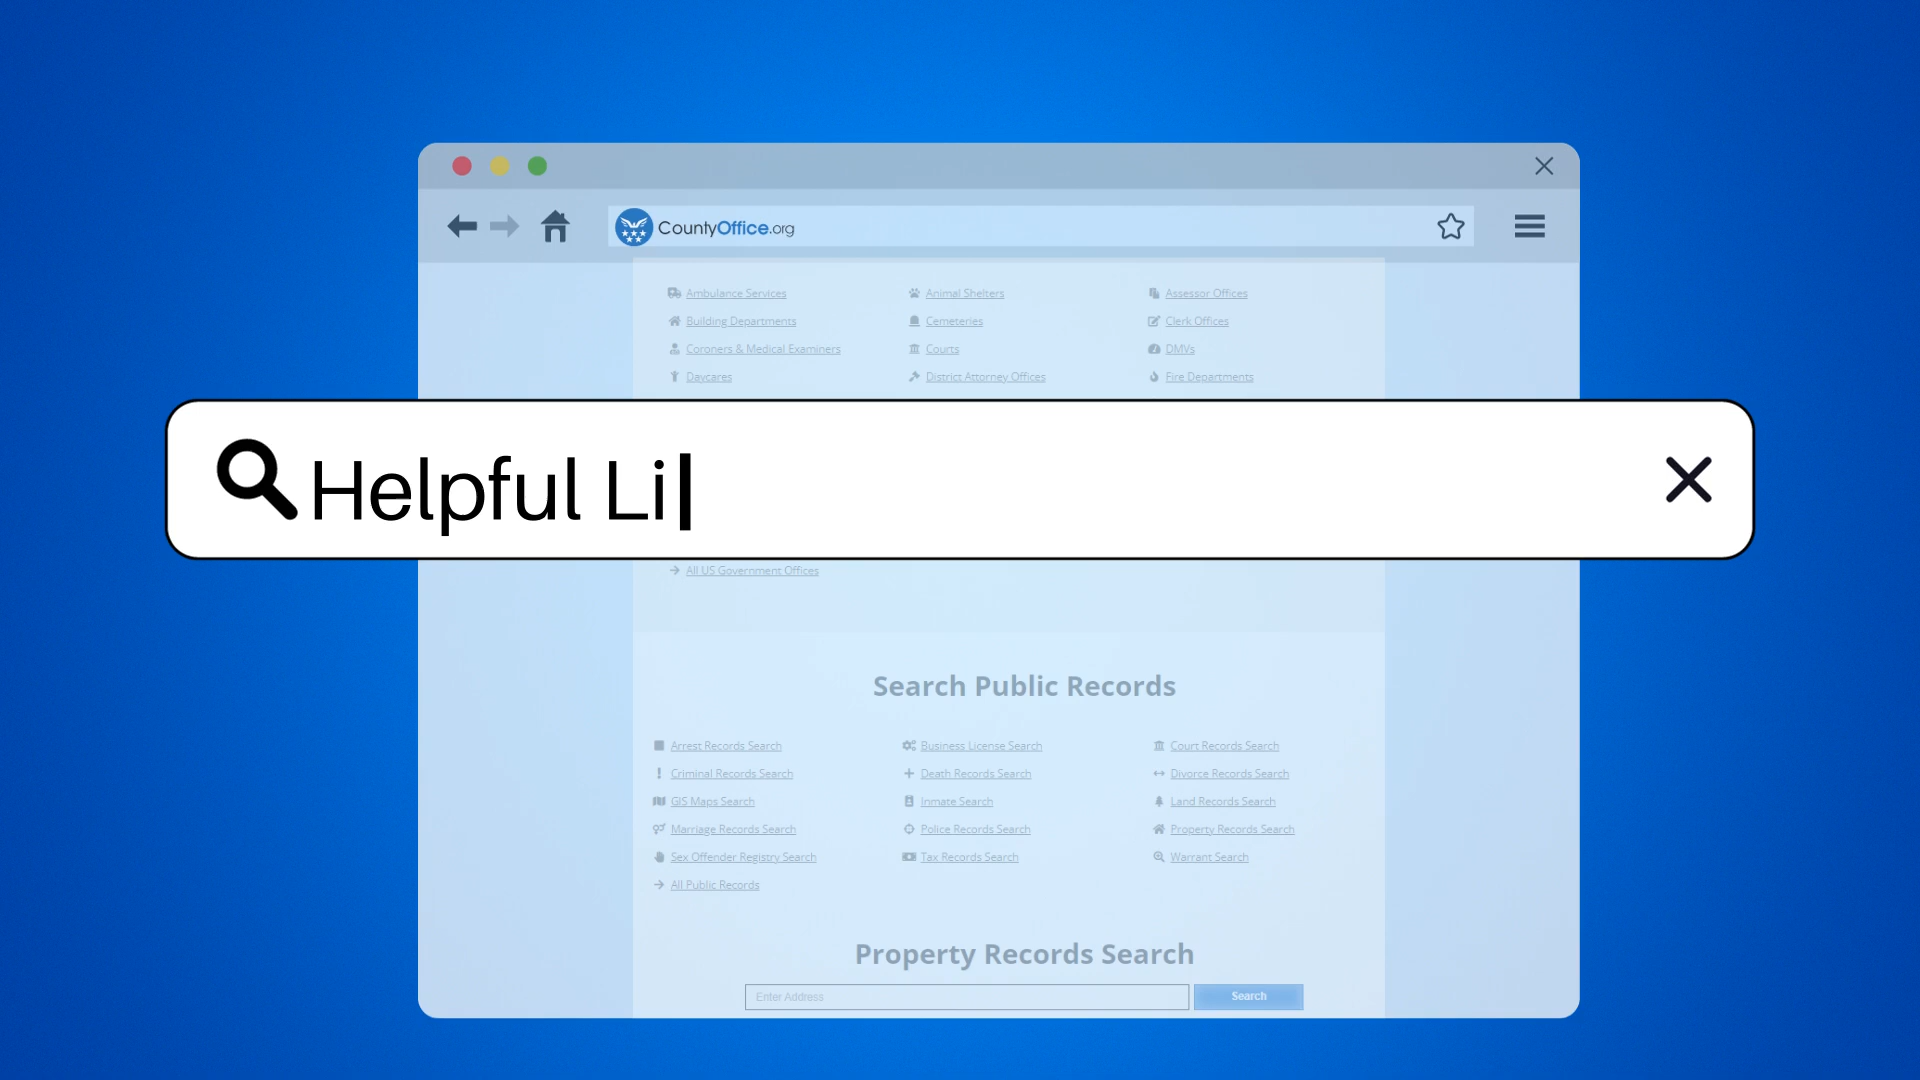 CountyOffice.org
Ambulance Services Animal Shelters Assessor Offices
Building Departments Cemeteries Clerk Offices
Coroners & Medical Examiners Courts DMVs
Daycares District Attorney Offices Fire Departments
Helpful Li
All US Government Offices
Search Public Records
Arrest Records Search Business License Search Court Records Search
Criminal Records Search Death Records Search Divorce Records Search
GIS Maps Search Inmate Search Land Records Search
Marriage Records Search Police Records Search Property Records Search
Sex Offender Registry Search Tax Records Search Warrant Search
All Public Records
Property Records Search
Enter Address Search